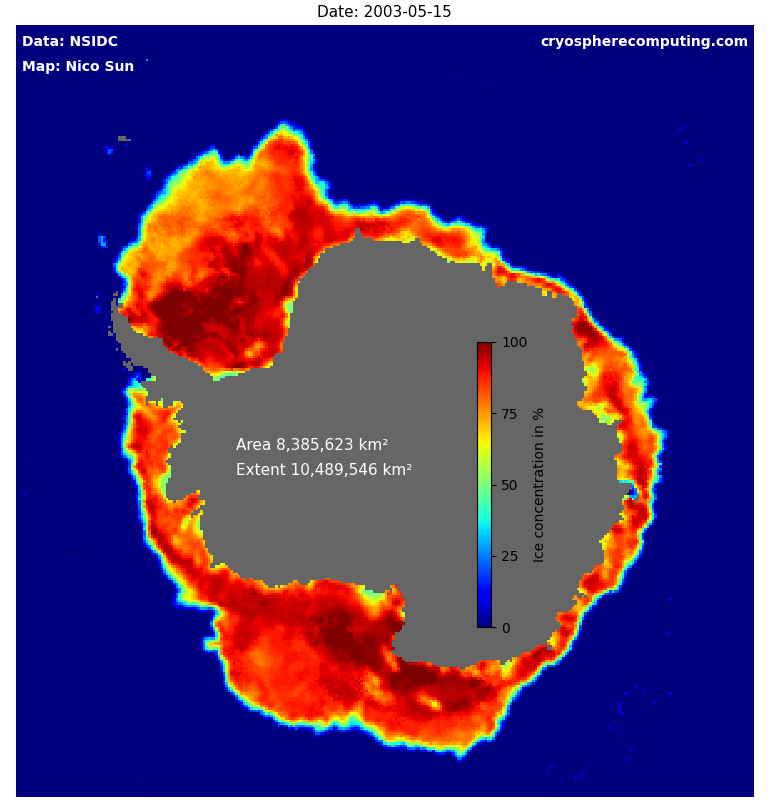 Date: 2003-05-15
Data: NSIDC
cryospherecomputing.com
Map: Nico Sun
100
75
50
25
0
Ice concentration in %
Area 8,385,623 km²
Extent 10,489,546 km²